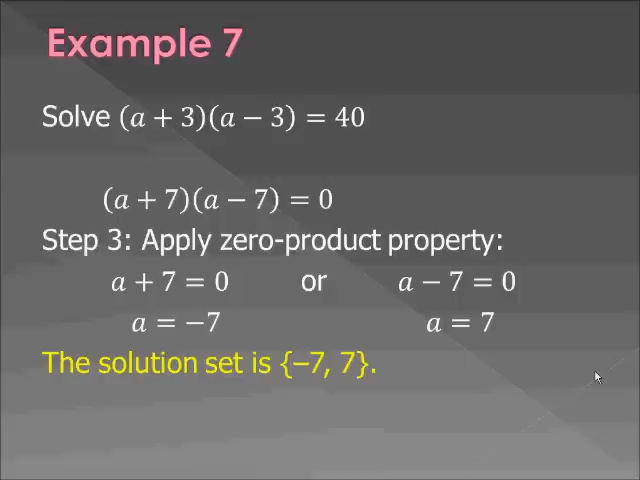 Example 7
Solve (a + 3)(a − 3) = 40
(a + 7)(a − 7) = 0
Step 3: Apply zero-product property:
a + 7 = 0 or a − 7 = 0
a = −7 a = 7
The solution set is {–7, 7}.